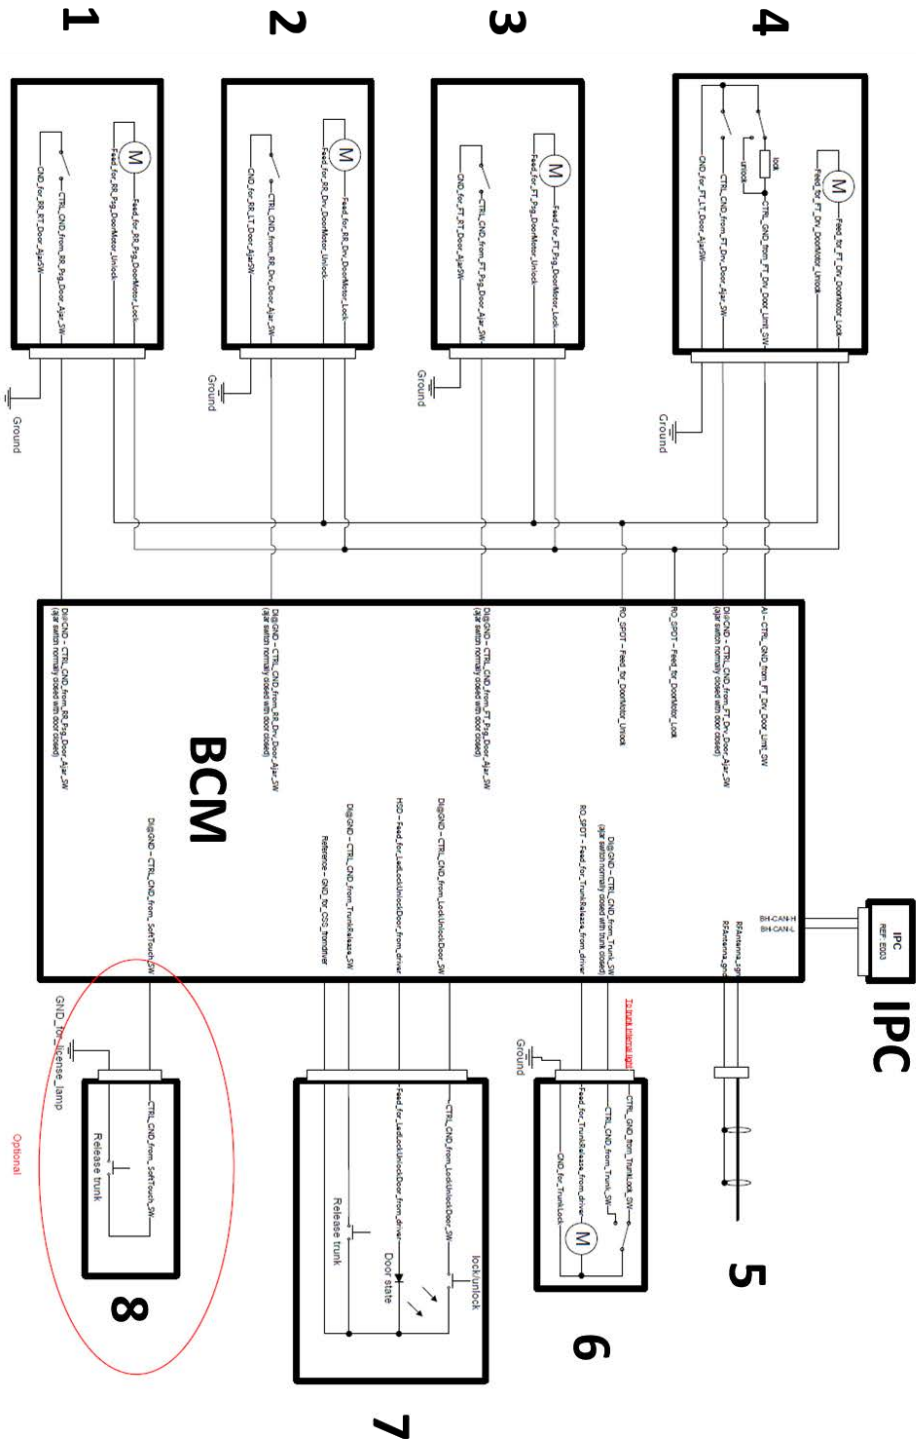 1
2
3
4
M
Feed_for_RR_Psg_DoorMotor_Lock
Feed_for_RR_Psg_DoorMotor_Unlock
CTRL_GND_from_RR_Psg_Door_Ajar_SW
GND_for_RR_RT_Door_AjarSW
M
Feed_for_RR_Drv_DoorMotor_Lock
Feed_for_RR_Drv_DoorMotor_Unlock
CTRL_GND_from_RR_Drv_Door_Ajar_SW
GND_for_RR_LT_Door_AjarSW
M
Feed_for_FT_Psg_DoorMotor_Lock
Feed_for_FT_Psg_DoorMotor_Unlock
CTRL_GND_from_FT_Psg_Door_Ajar_SW
GND_for_FT_RT_Door_AjarSW
M
Feed_for_FT_Drv_DoorMotor_Lock
Feed_for_FT_Drv_DoorMotor_Unlock
lock
unlock
CTRL_GND_from_FT_Drv_Door_Limit_SW
CTRL_GND_from_FT_Drv_Door_Ajar_SW
GND_for_FT_LT_Door_AjarSW
Ground
Ground
Ground
Ground
AI – CTRL_GND_from_FT_Drv_Door_Limit_SW
DI@GND – CTRL_GND_from_FT_Drv_Door_Ajar_SW
(ajar switch normally closed with door closed)
RO_SPDT – Feed_for_DoorMotor_Lock
RO_SPDT – Feed_for_DoorMotor_Unlock
DI@GND – CTRL_GND_from_FT_Psg_Door_Ajar_SW
(ajar switch normally closed with door closed)
DI@GND – CTRL_GND_from_RR_Drv_Door_Ajar_SW
(ajar switch normally closed with door closed)
DI@GND – CTRL_GND_from_RR_Psg_Door_Ajar_SW
(ajar switch normally closed with door closed)
BCM
BH-CAN-H
BH-CAN-L
RFAntenna_sgn
RFAntenna_gnd
DI@GND – CTRL_GND_from_Trunk_SW
(ajar switch normally closed with trunk closed)
RO_SPDT – Feed_for_TrunkRelease_from_driver
DI@GND – CTRL_GND_from_LockUnlockDoor_SW
HSD – Feed_for_LedLockUnlockDoor_from_driver
DI@GND – CTRL_GND_from_TrunkRelease_SW
Reference – GND_for_CSS_fromdriver
DI@GND – CTRL_GND_from_SoftTouch_SW
IPC
REF: E003
IPC
5
To trunk internal light
CTRL_GND_from_TrunkLock_SW
CTRL_GND_from_Trunk_SW
Feed_for_TrunkRelease_from_driver
GND_for_TrunkLock
M
Ground
6
CTRL_GND_from_LockUnlockDoor_SW
Feed_for_LedLockUnlockDoor_from_driver
lock/unlock
Door state
Release trunk
7
CTRL_GND_from_SoftTouch_SW
Release trunk
GND_for_license_lamp
8
Optional